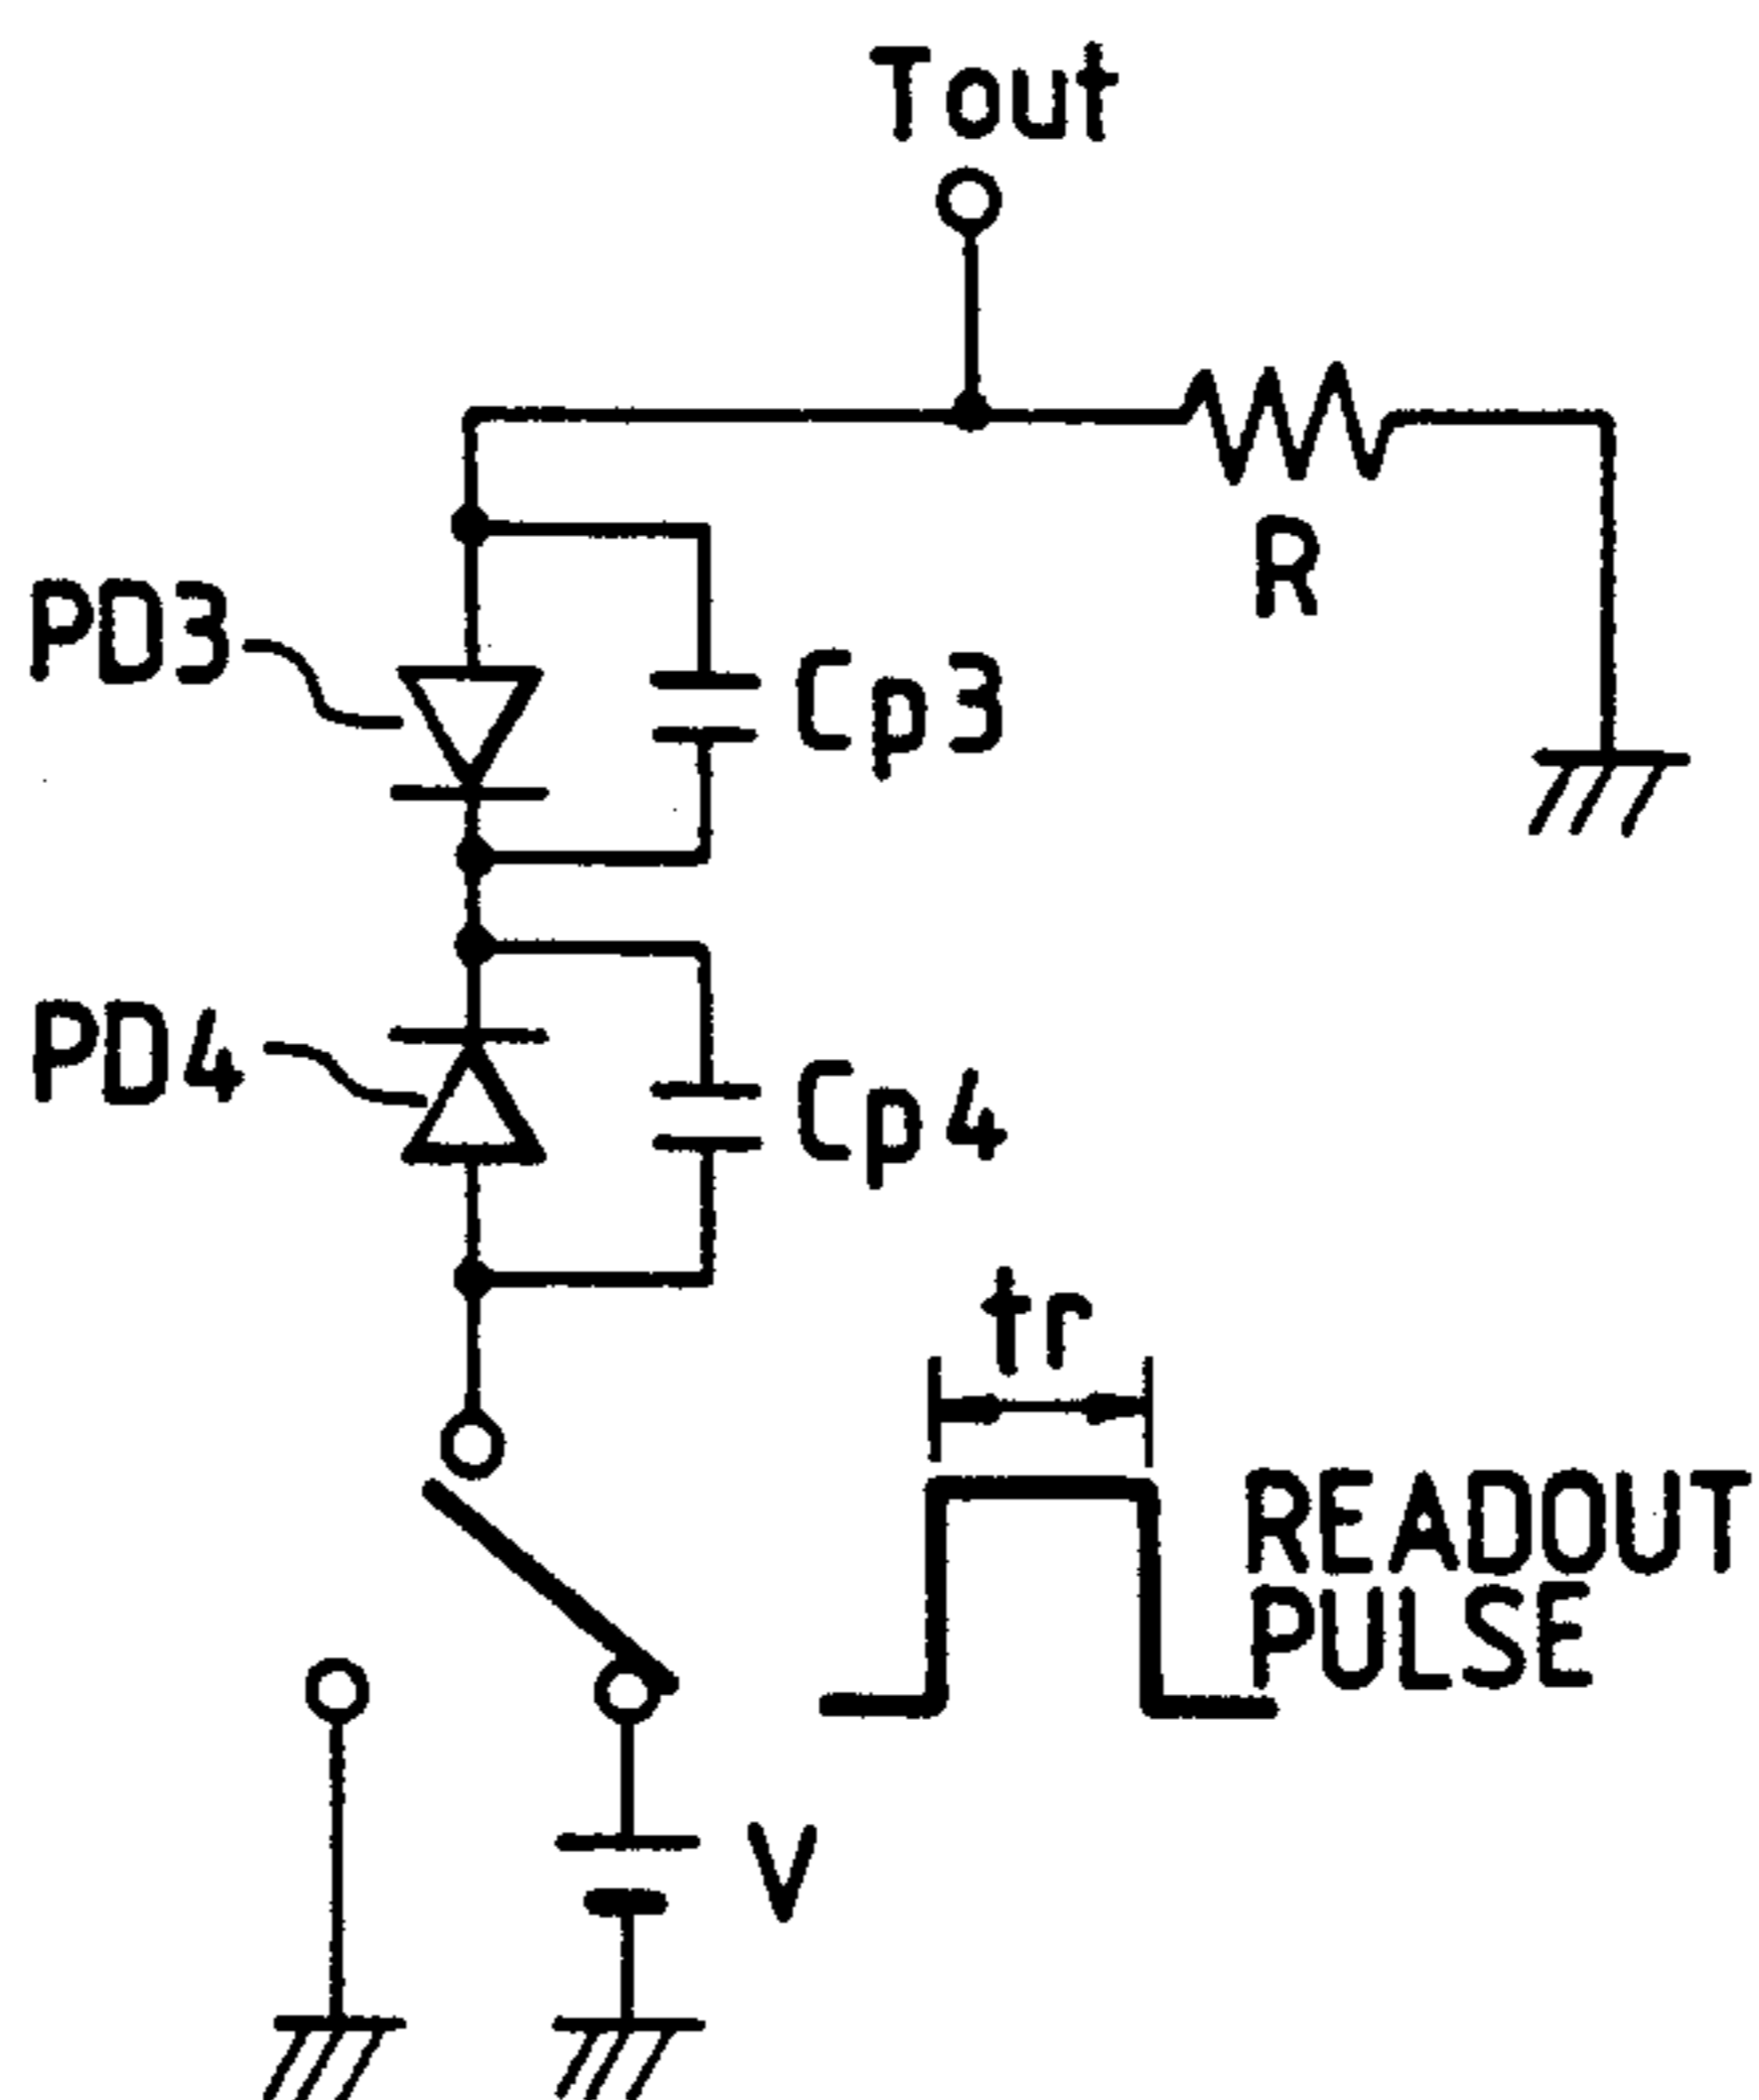 Tout
R
PD3
Cp3
PD4
Cp4
tr
READOUT
PULSE
V